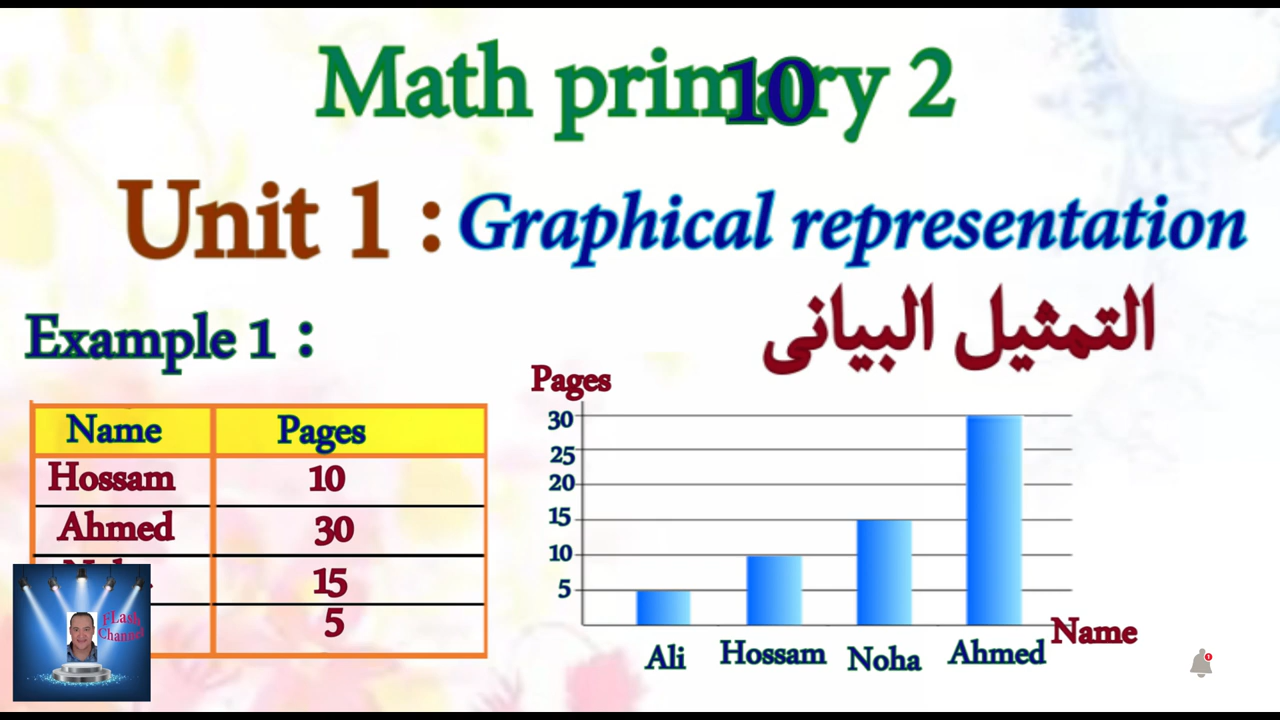 Math primary 2
10
Unit 1 : Graphical representation
التمثيل البيانى
Example 1 :
Name Pages
Hossam 10
Ahmed 30
15
5
Pages
30
25
20
15
10
5
Ali Hossam Noha Ahmed
Name
FLash
Channel
1